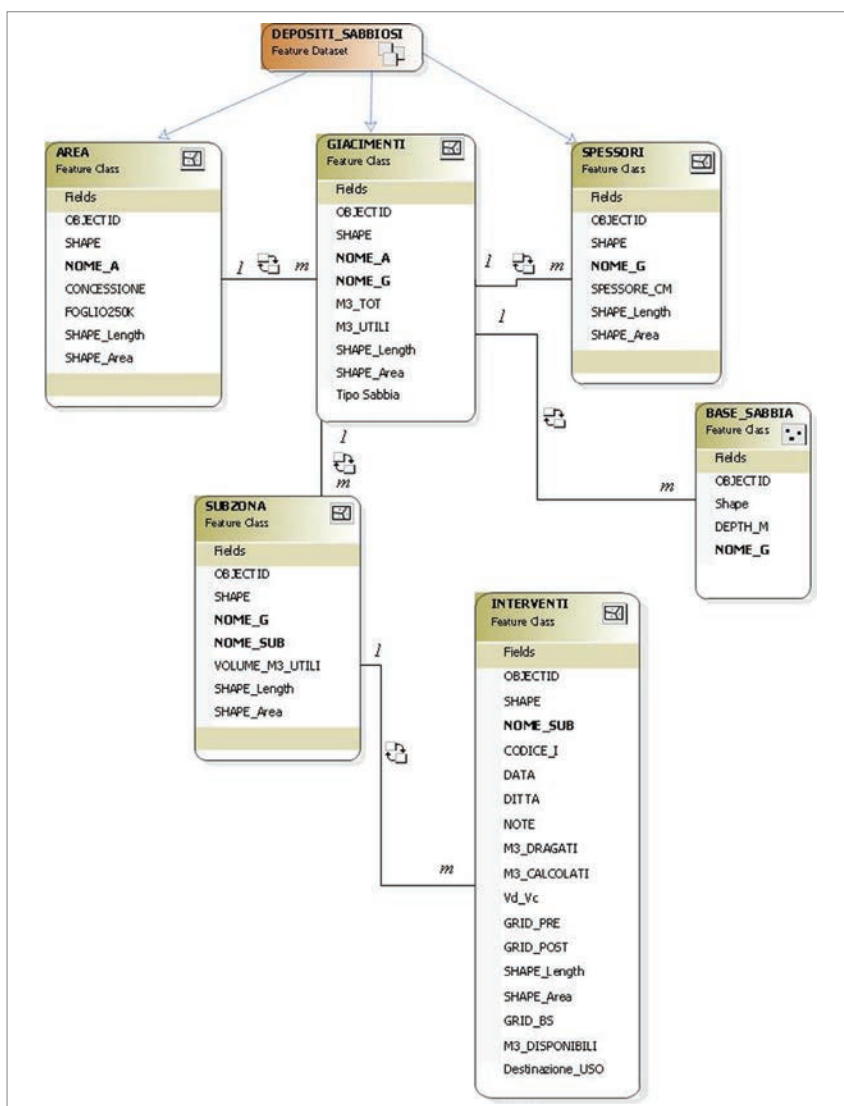 DEPOSITI_SABBIOSI
Feature Dataset
AREA
Feature Class
Fields
OBJECTID
SHAPE
NOME_A
CONCESSIONE
FOGLIO250K
SHAPE_Length
SHAPE_Area
GIACIMENTI
Feature Class
Fields
OBJECTID
SHAPE
NOME_A
NOME_G
M3_TOT
M3_UTILI
SHAPE_Length
SHAPE_Area
Tipo Sabbia
SPESSORI
Feature Class
Fields
OBJECTID
SHAPE
NOME_G
SPESSORE_CM
SHAPE_Length
SHAPE_Area
1 m
1 m
1
m
1
m
BASE_SABBIA
Feature Class
Fields
OBJECTID
Shape
DEPTH_M
NOME_G
SUBZONA
Feature Class
Fields
OBJECTID
SHAPE
NOME_G
NOME_SUB
VOLUME_M3_UTILI
SHAPE_Length
SHAPE_Area
1
m
INTERVENTI
Feature Class
Fields
OBJECTID
SHAPE
NOME_SUB
CODICE_I
DATA
DITTA
NOTE
M3_DRAGATI
M3_CALCOLATI
Vd_Vc
GRID_PRE
GRID_POST
SHAPE_Length
SHAPE_Area
GRID_BS
M3_DISPONIBILI
Destinazione_USO